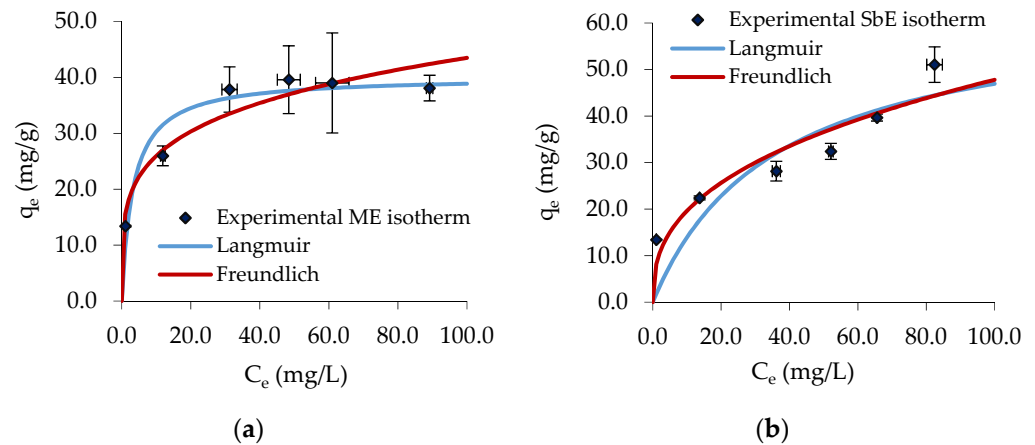 50.0
40.0
30.0
20.0
10.0
0.0
qe (mg/g)
Experimental ME isotherm
Langmuir
Freundlich
0.0 20.0 40.0 60.0 80.0 100.0
Ce (mg/L)
(a)
60.0
50.0
40.0
30.0
20.0
10.0
0.0
qe (mg/g)
Experimental SbE isotherm
Langmuir
Freundlich
0.0 20.0 40.0 60.0 80.0 100.0
Ce (mg/L)
(b)